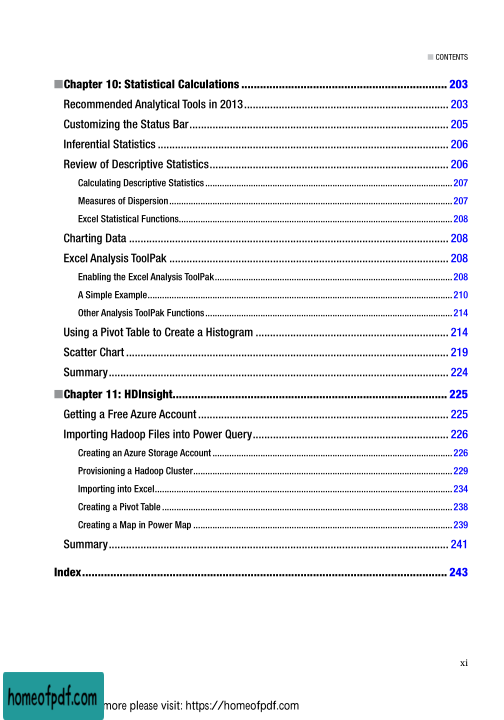 ■ CONTENTS
■Chapter 10: Statistical Calculations ................................................................ 203
Recommended Analytical Tools in 2013 ................................................................ 203
Customizing the Status Bar ................................................................ 205
Inferential Statistics ................................................................ 206
Review of Descriptive Statistics ................................................................ 206
Calculating Descriptive Statistics ................................................................ 207
Measures of Dispersion ................................................................ 207
Excel Statistical Functions ................................................................ 208
Charting Data ................................................................ 208
Excel Analysis ToolPak ................................................................ 208
Enabling the Excel Analysis ToolPak ................................................................ 208
A Simple Example ................................................................ 210
Other Analysis ToolPak Functions ................................................................ 214
Using a Pivot Table to Create a Histogram ................................................................ 214
Scatter Chart ................................................................ 219
Summary ................................................................ 224
■Chapter 11: HDInsight ................................................................ 225
Getting a Free Azure Account ................................................................ 225
Importing Hadoop Files into Power Query ................................................................ 226
Creating an Azure Storage Account ................................................................ 226
Provisioning a Hadoop Cluster ................................................................ 229
Importing into Excel ................................................................ 234
Creating a Pivot Table ................................................................ 238
Creating a Map in Power Map ................................................................ 239
Summary ................................................................ 241
Index ................................................................ 243
xi
homeofpdf.com
more please visit: https://homeofpdf.com